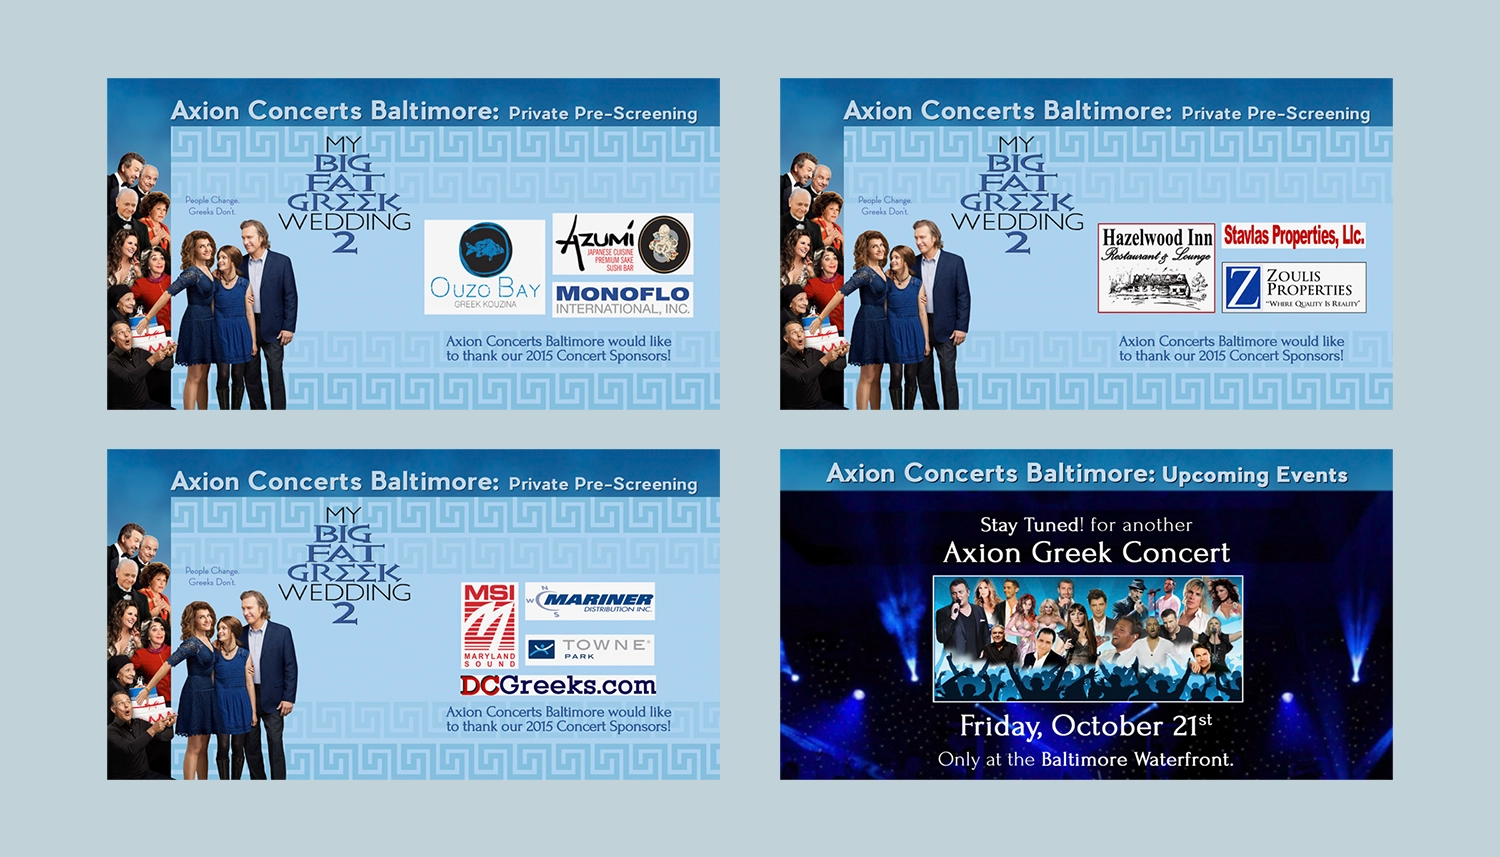 Axion Concerts Baltimore: Private Pre-Screening
MY
BIG
FAT
GRΣΣK
WEDDING
2
People Change.
Greeks Don't.
OUZO BAY
GREEK KOUZINA
AZUMI
JAPANESE CUISINE
PREMIUM SAKE
SUSHI BAR
MONOFLO
INTERNATIONAL, INC.
Axion Concerts Baltimore would like
to thank our 2015 Concert Sponsors!
Axion Concerts Baltimore: Private Pre-Screening
MY
BIG
FAT
GRΣΣK
WEDDING
2
People Change.
Greeks Don't.
Hazelwood Inn
Restaurant & Lounge
Stavlas Properties, Llc.
Z
ZOULIS
PROPERTIES
"WHERE QUALITY IS REALITY"
Axion Concerts Baltimore would like
to thank our 2015 Concert Sponsors!
Axion Concerts Baltimore: Private Pre-Screening
MY
BIG
FAT
GRΣΣK
WEDDING
2
People Change.
Greeks Don't.
MSI
MARYLAND
SOUND
N
W
S
MARINER
DISTRIBUTION INC.
TOWNE®
PARK
DCGreeks.com
Axion Concerts Baltimore would like
to thank our 2015 Concert Sponsors!
Axion Concerts Baltimore: Upcoming Events
Stay Tuned! for another
Axion Greek Concert
Friday, October 21st
Only at the Baltimore Waterfront.